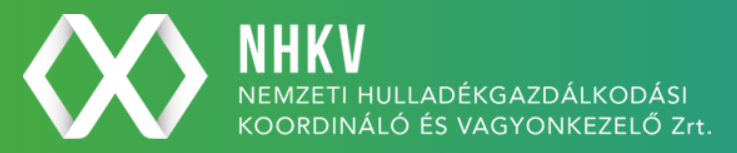 NHKV
NEMZETI HULLADÉKGAZDÁLKODÁSI
KOORDINÁLÓ ÉS VAGYONKEZELŐ Zrt.